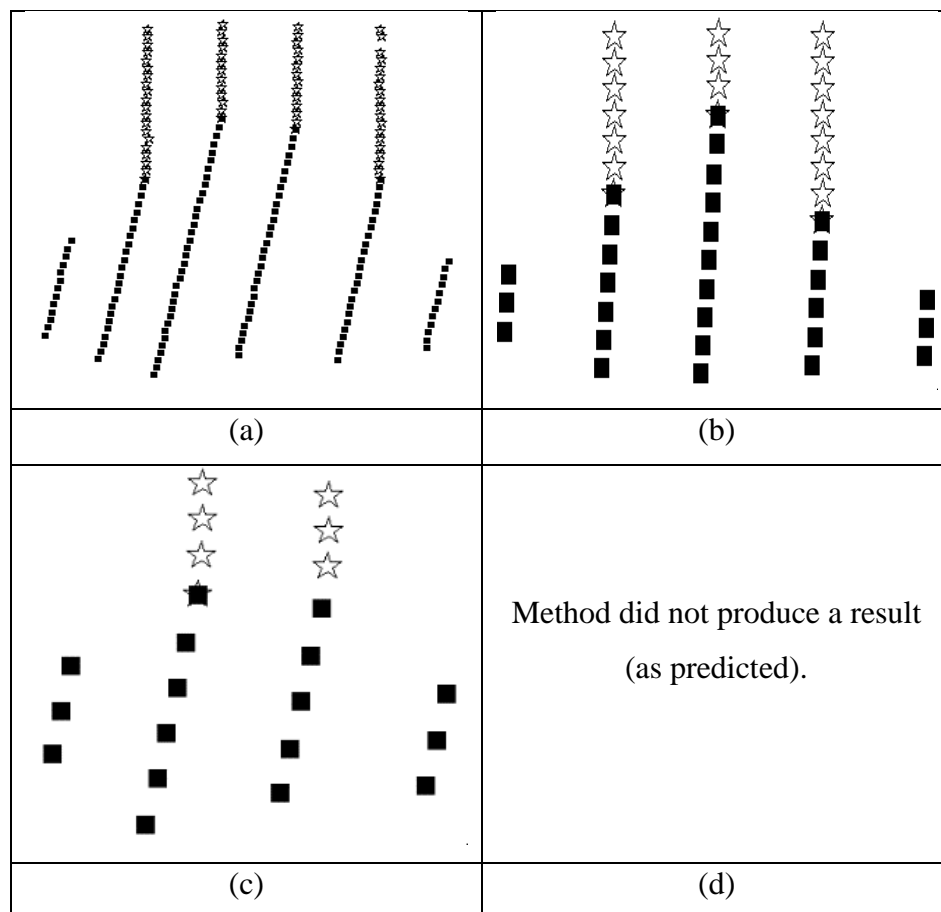 (a)
(b)
Method did not produce a result
(as predicted).
(c)
(d)